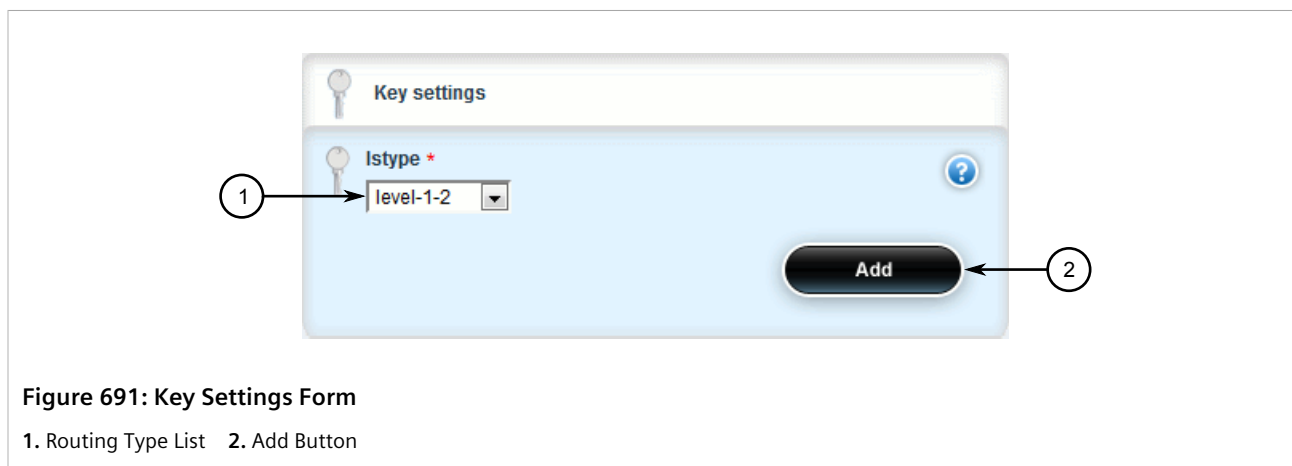 Key settings
Istype *
1
level-1-2
?
Add
2
Figure 691: Key Settings Form
1. Routing Type List 2. Add Button